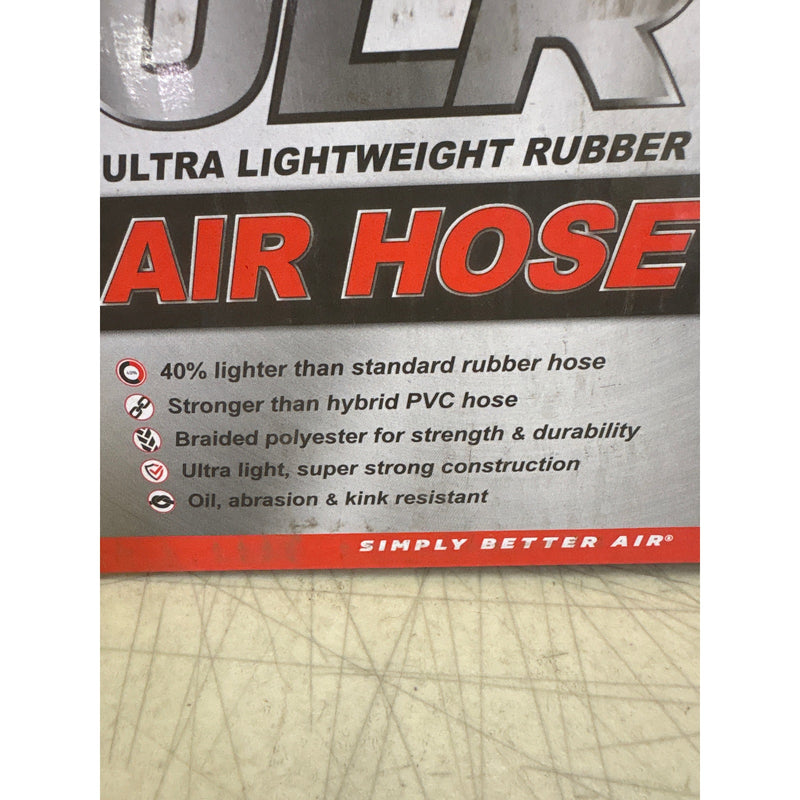 ULR
ULTRA LIGHTWEIGHT RUBBER
AIR HOSE
40% lighter than standard rubber hose
Stronger than hybrid PVC hose
Braided polyester for strength & durability
Ultra light, super strong construction
Oil, abrasion & kink resistant
SIMPLY BETTER AIR®